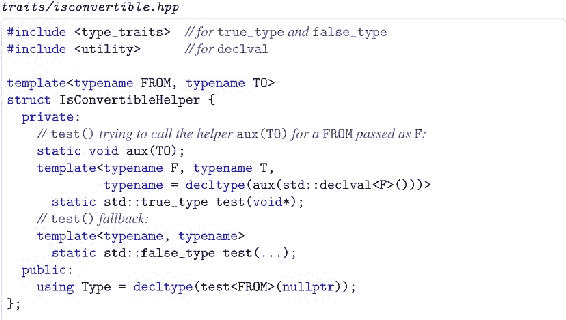 traits/isconvertible.hpp
#include <type_traits> // for true_type and false_type
#include <utility> // for declval
template<typename FROM, typename TO>
struct IsConvertibleHelper {
private:
// test() trying to call the helper aux(TO) for a FROM passed as F:
static void aux(TO);
template<typename F, typename T,
typename = decltype(aux(std::declval<F>()))>
static std::true_type test(void*);
// test() fallback:
template<typename, typename>
static std::false_type test(...);
public:
using Type = decltype(test<FROM>(nullptr));
};